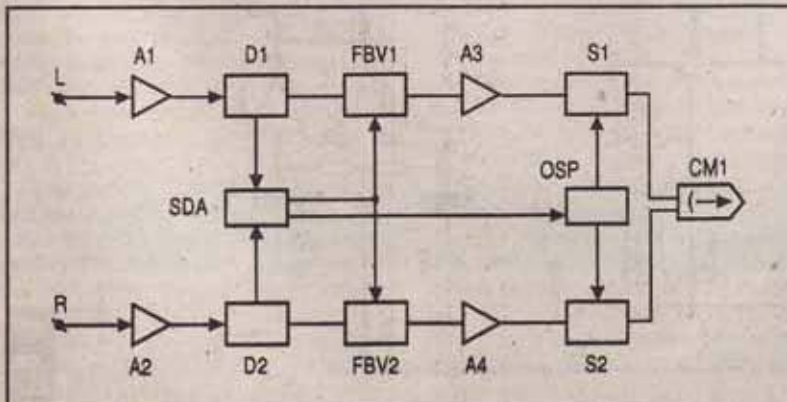 A1 D1 FBV1 A3 S1
L
OSP CM1
SDA
R
A2 D2 FBV2 A4 S2